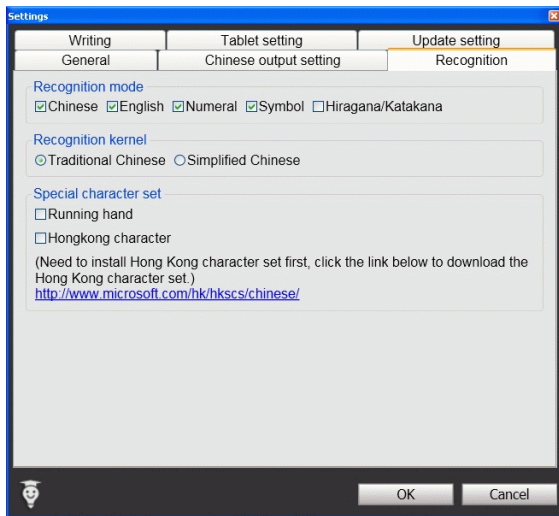 Settings
Writing Tablet setting Update setting
General Chinese output setting Recognition
Recognition mode
Chinese English Numeral Symbol Hiragana/Katakana
Recognition kernel
Traditional Chinese Simplified Chinese
Special character set
Running hand
Hongkong character
(Need to install Hong Kong character set first, click the link below to download the
Hong Kong character set.)
http://www.microsoft.com/hk/hkscs/chinese/
OK Cancel